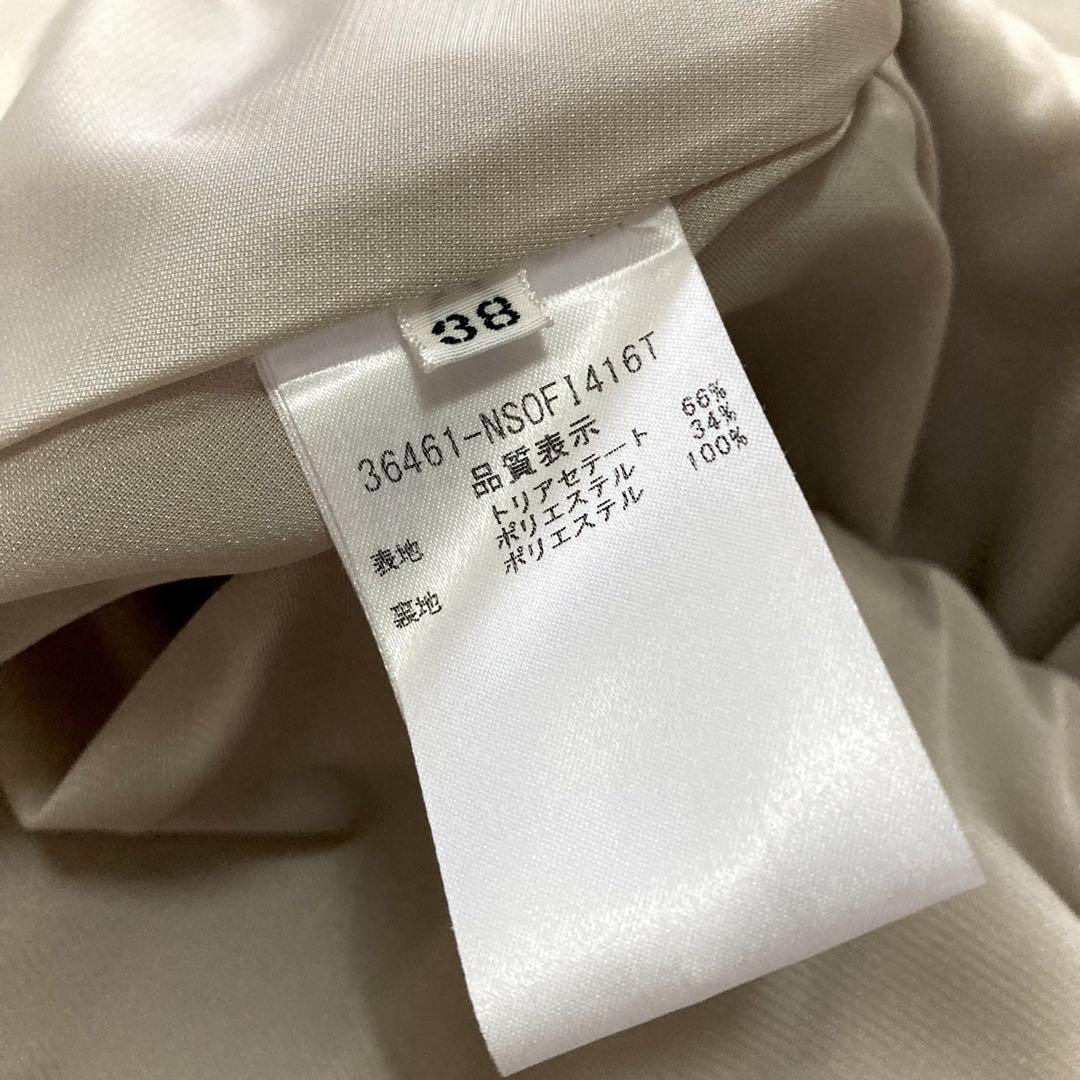 38
36461-NSOFI416T
品質表示
表地 トリアセテート 66%
ポリエステル 34%
裏地 ポリエステル 100%